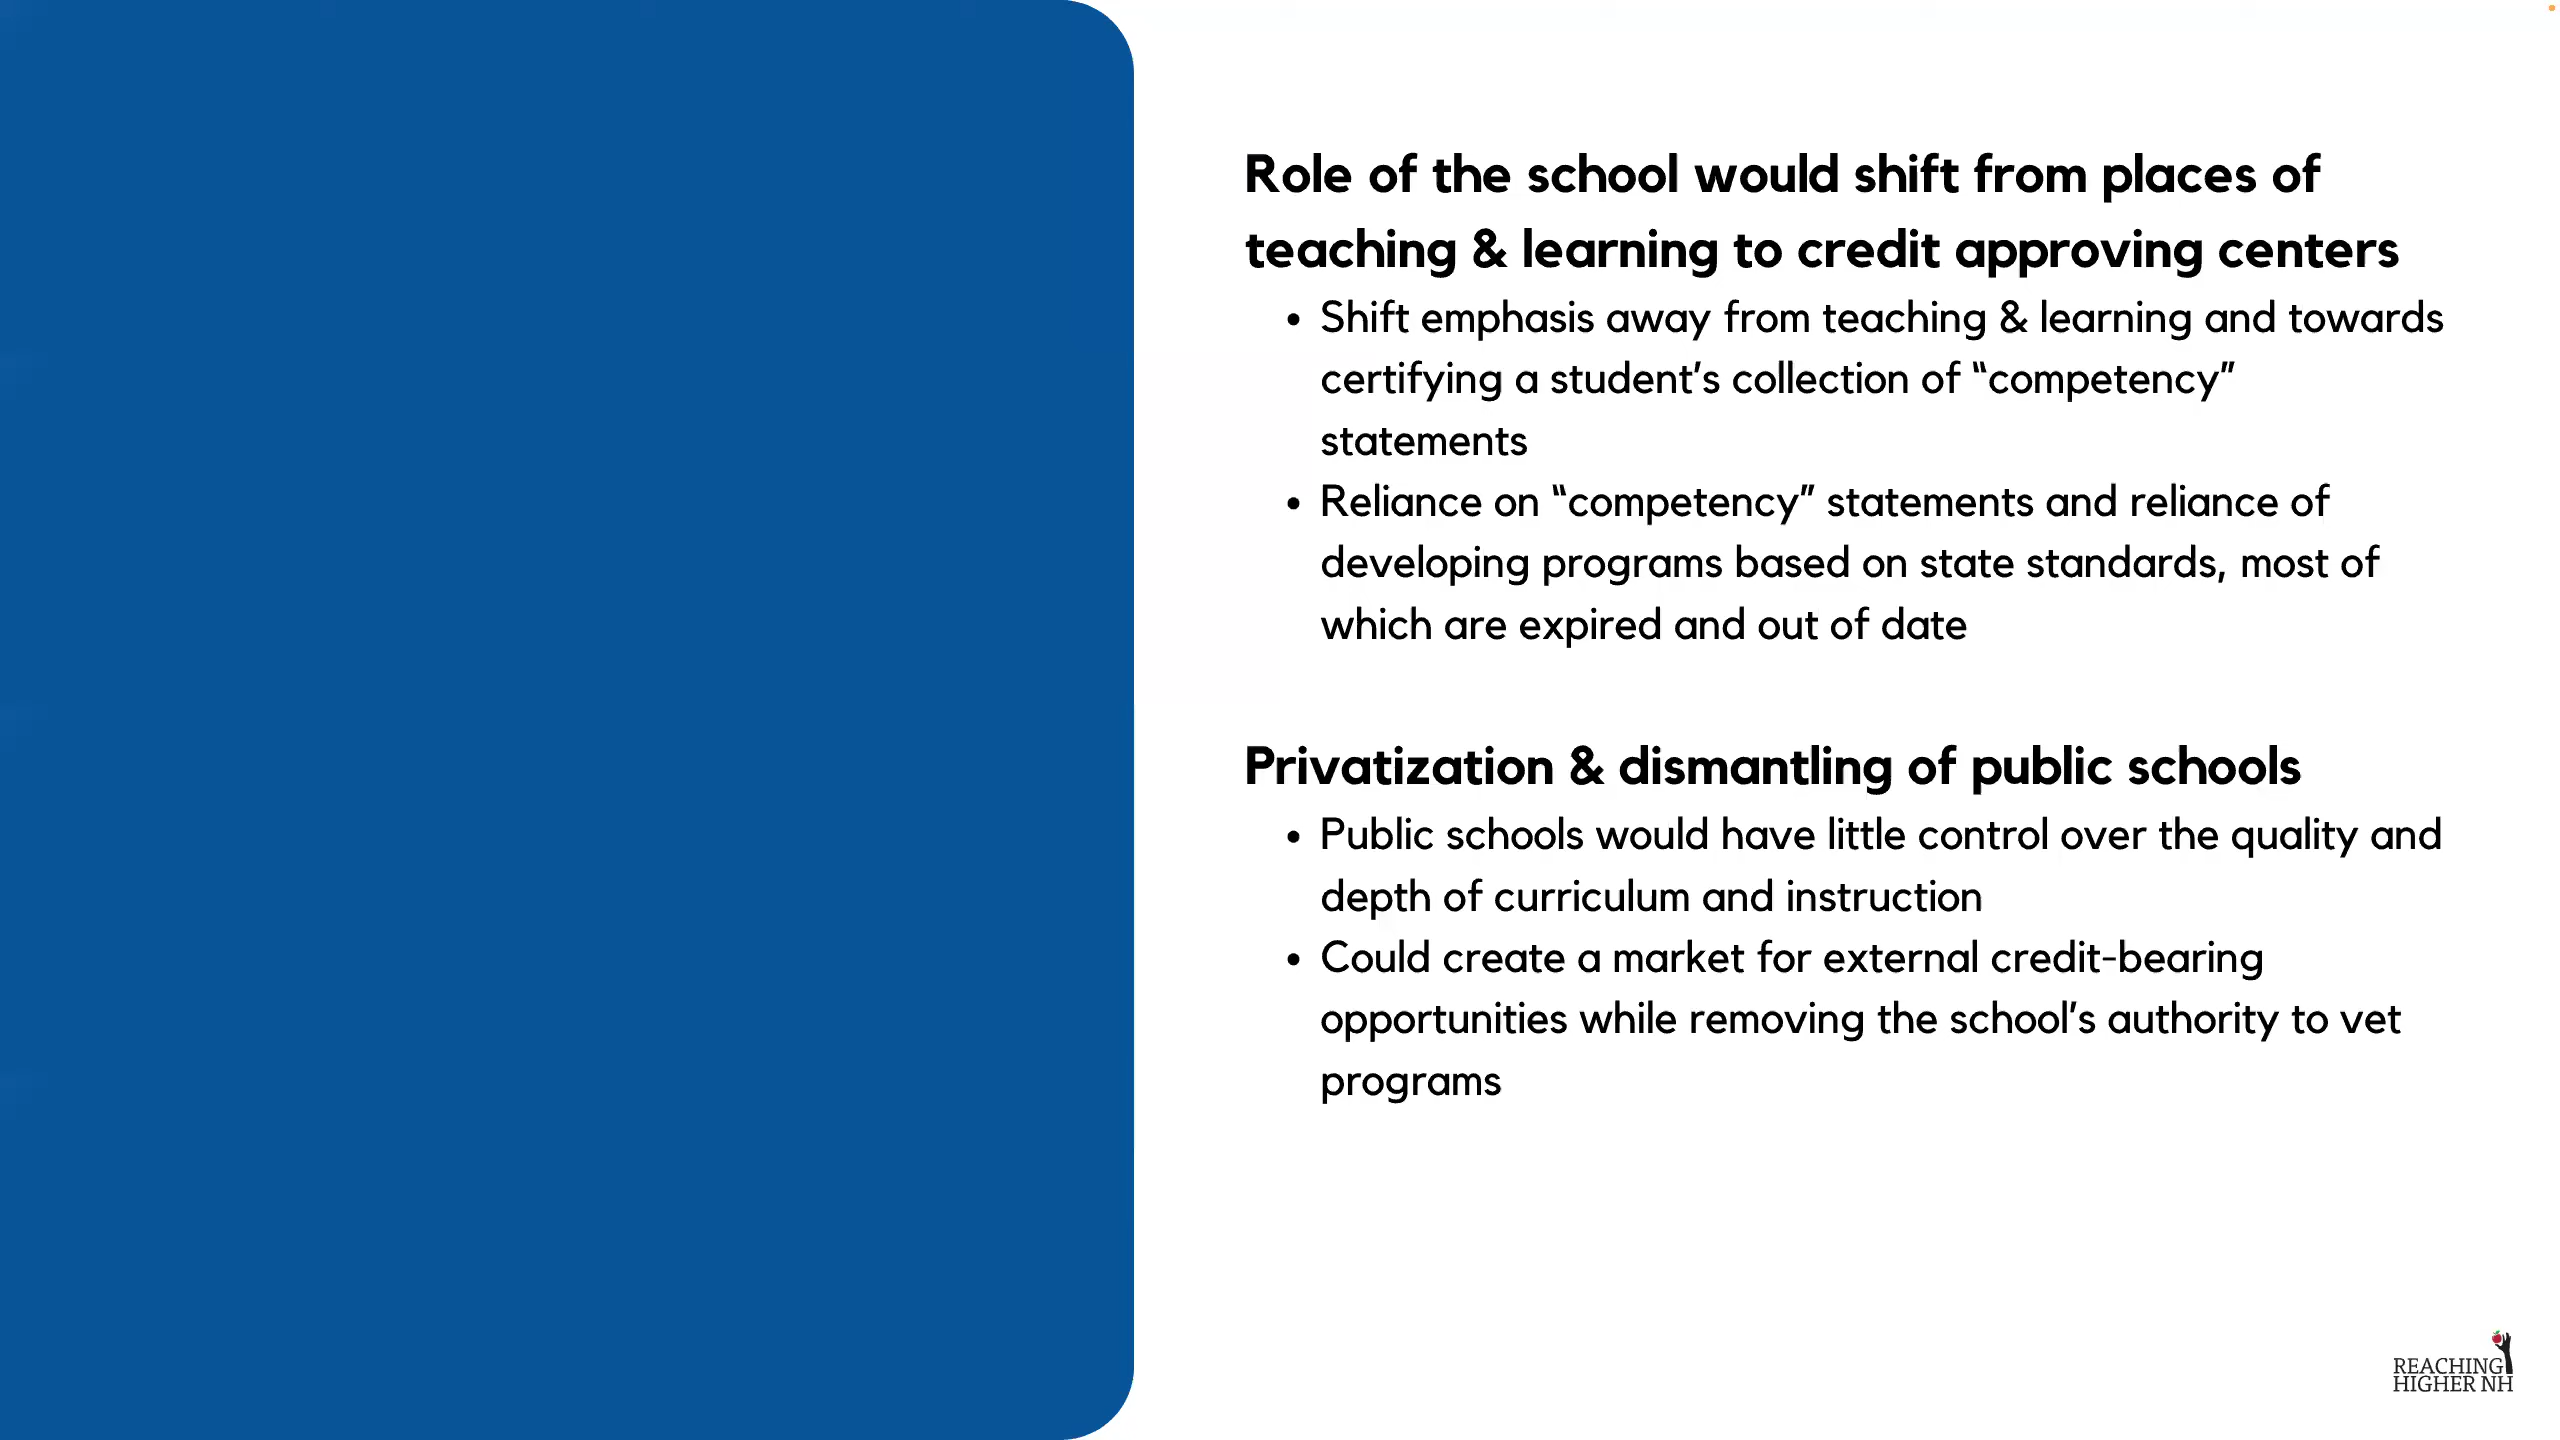 Role of the school would shift from places of
teaching & learning to credit approving centers
• Shift emphasis away from teaching & learning and towards
certifying a student’s collection of “competency”
statements
• Reliance on “competency” statements and reliance of
developing programs based on state standards, most of
which are expired and out of date
Privatization & dismantling of public schools
• Public schools would have little control over the quality and
depth of curriculum and instruction
• Could create a market for external credit-bearing
opportunities while removing the school’s authority to vet
programs
REACHING
HIGHER NH